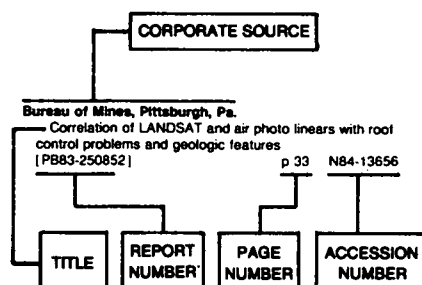 CORPORATE SOURCE
Bureau of Mines, Pittsburgh, Pa.
Correlation of LANDSAT and air photo linears with roof
control problems and geologic features
[PB83-250852] p 33 N84-13656
TITLE
REPORT
NUMBER
PAGE
NUMBER
ACCESSION
NUMBER